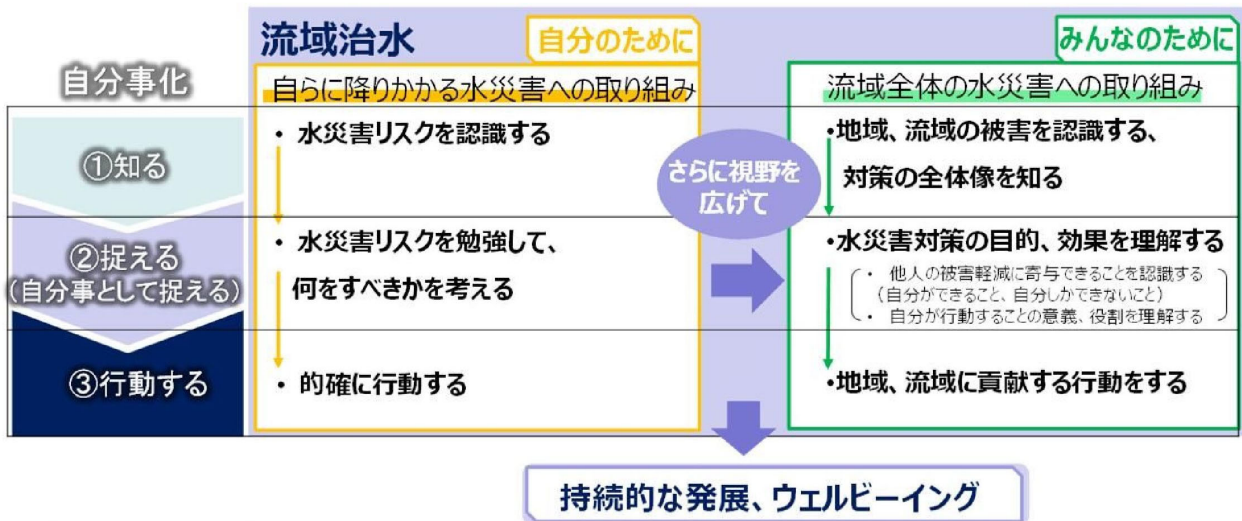 流域治水
自分のために
みんなのために
自分事化
自らに降りかかる水災害への取り組み
流域全体の水災害への取り組み
①知る
・ 水災害リスクを認識する
さらに視野を
広げて
・地域、流域の被害を認識する、
対策の全体像を知る
②捉える
(自分事として捉える)
・ 水災害リスクを勉強して、
何をすべきかを考える
・水災害対策の目的、効果を理解する
・ 他人の被害軽減に寄与できることを認識する
(自分ができること、自分しかできないこと)
・ 自分が行動することの意義、役割を理解する
③行動する
・ 的確に行動する
・地域、流域に貢献する行動をする
持続的な発展、ウェルビーイング